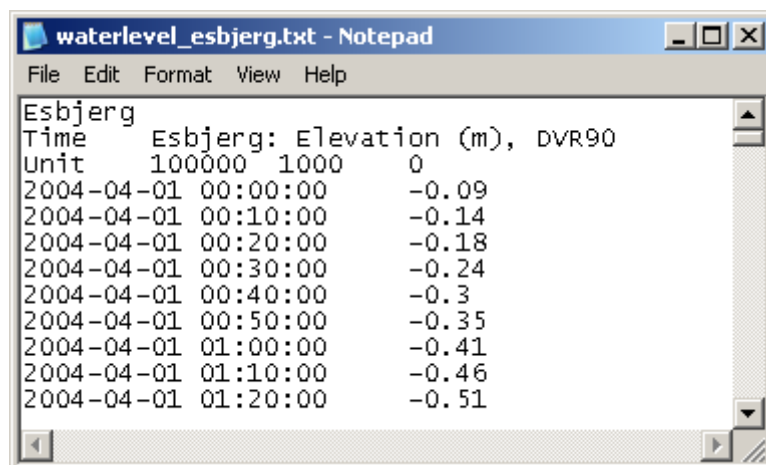 waterlevel_esbjerg.txt - Notepad
File Edit Format View Help
Esbjerg
Time Esbjerg: Elevation (m), DVR90
Unit 100000 1000 0
2004-04-01 00:00:00 -0.09
2004-04-01 00:10:00 -0.14
2004-04-01 00:20:00 -0.18
2004-04-01 00:30:00 -0.24
2004-04-01 00:40:00 -0.3
2004-04-01 00:50:00 -0.35
2004-04-01 01:00:00 -0.41
2004-04-01 01:10:00 -0.46
2004-04-01 01:20:00 -0.51